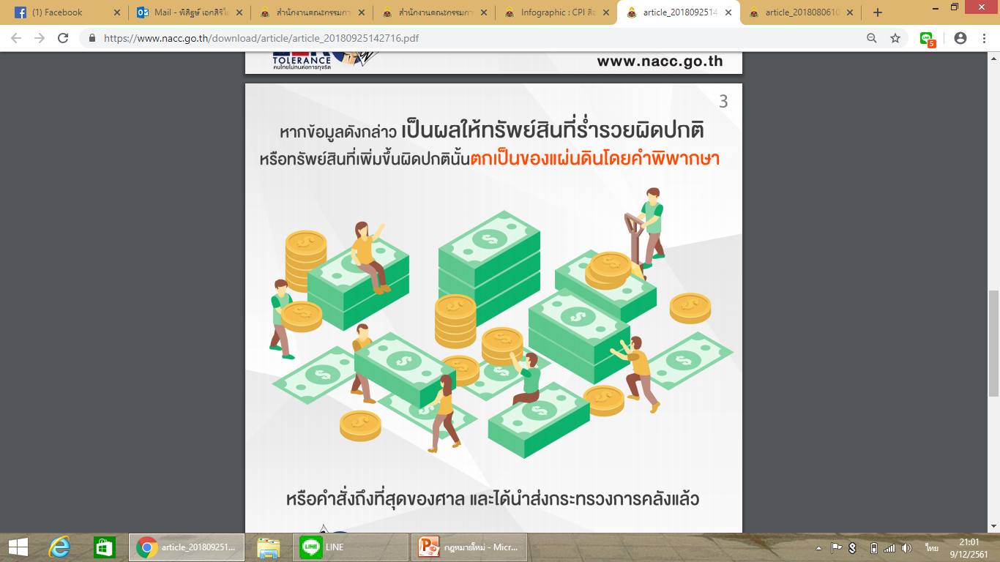 (1) Facebook
Mail - พิสิฐษ์ เอกสิริไ
สำนักงานคณะกรรมกา
สำนักงานคณะกรรมกา
Infographic : CPI สิ
article_2018092514
article_201808061
https://www.nacc.go.th/download/article/article_20180925142716.pdf
5
TOLERANCE
คนไทยไม่ทนต่อการทุจริต
www.nacc.go.th
3
หากข้อมูลดังกล่าว เป็นผลให้ทรัพย์สินที่ร่ำรวยผิดปกติ
หรือทรัพย์สินที่เพิ่มขึ้นผิดปกตินั้นตกเป็นของแผ่นดินโดยคำพิพากษา
หรือคำสั่งถึงที่สุดของศาล และได้นำส่งกระทรวงการคลังแล้ว
article_201809251...
LINE
กฎหมายใหม่ - Micr...
ไทย
21:01
9/12/2561